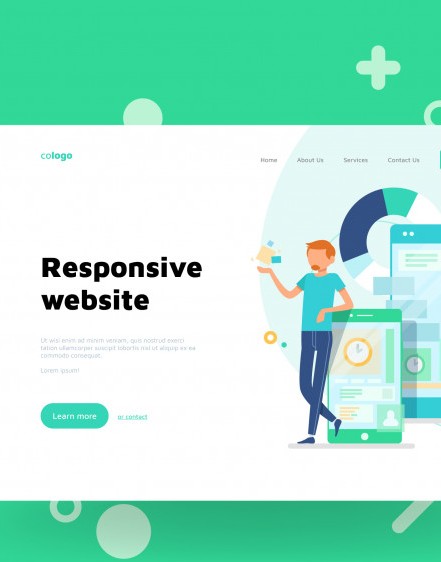 cologo
Home About Us Services Contact Us
Responsive
website
Ut wisi enim ad minim veniam, quis nostrud exerci
tation ullamcorper suscipit lobortis nisl ut aliquip ex ea
commodo consequat.
Lorem ipsum!
Learn more or contact